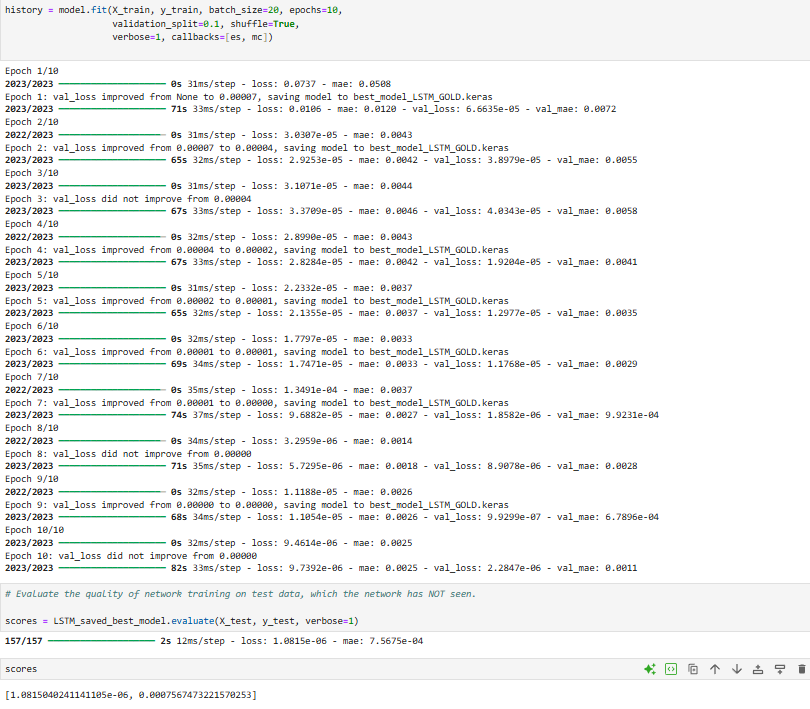 history = model.fit(X_train, y_train, batch_size=20, epochs=10,
validation_split=0.1, shuffle=True,
verbose=1, callbacks=[es, mc])
Epoch 1/10
2023/2023 0s 31ms/step - loss: 0.0737 - mae: 0.0508
Epoch 1: val_loss improved from None to 0.00007, saving model to best_model_LSTM_GOLD.keras
2023/2023 71s 33ms/step - loss: 0.0106 - mae: 0.0120 - val_loss: 6.6635e-05 - val_mae: 0.0072
Epoch 2/10
2022/2023 0s 31ms/step - loss: 3.0307e-05 - mae: 0.0043
Epoch 2: val_loss improved from 0.00007 to 0.00004, saving model to best_model_LSTM_GOLD.keras
2023/2023 65s 32ms/step - loss: 2.9253e-05 - mae: 0.0042 - val_loss: 3.8979e-05 - val_mae: 0.0055
Epoch 3/10
2023/2023 0s 31ms/step - loss: 3.1071e-05 - mae: 0.0044
Epoch 3: val_loss did not improve from 0.00004
2023/2023 67s 33ms/step - loss: 3.3709e-05 - mae: 0.0046 - val_loss: 4.0343e-05 - val_mae: 0.0058
Epoch 4/10
2022/2023 0s 32ms/step - loss: 2.8990e-05 - mae: 0.0043
Epoch 4: val_loss improved from 0.00004 to 0.00002, saving model to best_model_LSTM_GOLD.keras
2023/2023 67s 33ms/step - loss: 2.8284e-05 - mae: 0.0042 - val_loss: 1.9204e-05 - val_mae: 0.0041
Epoch 5/10
2023/2023 0s 31ms/step - loss: 2.2332e-05 - mae: 0.0037
Epoch 5: val_loss improved from 0.00002 to 0.00001, saving model to best_model_LSTM_GOLD.keras
2023/2023 65s 32ms/step - loss: 2.1355e-05 - mae: 0.0037 - val_loss: 1.2977e-05 - val_mae: 0.0035
Epoch 6/10
2023/2023 0s 32ms/step - loss: 1.7797e-05 - mae: 0.0033
Epoch 6: val_loss improved from 0.00001 to 0.00001, saving model to best_model_LSTM_GOLD.keras
2023/2023 69s 34ms/step - loss: 1.7471e-05 - mae: 0.0033 - val_loss: 1.1768e-05 - val_mae: 0.0029
Epoch 7/10
2022/2023 0s 35ms/step - loss: 1.3491e-04 - mae: 0.0037
Epoch 7: val_loss improved from 0.00001 to 0.00000, saving model to best_model_LSTM_GOLD.keras
2023/2023 74s 37ms/step - loss: 9.6882e-05 - mae: 0.0027 - val_loss: 1.8582e-06 - val_mae: 9.9231e-04
Epoch 8/10
2022/2023 0s 34ms/step - loss: 3.2959e-06 - mae: 0.0014
Epoch 8: val_loss did not improve from 0.00000
2023/2023 71s 35ms/step - loss: 5.7295e-06 - mae: 0.0018 - val_loss: 8.9078e-06 - val_mae: 0.0028
Epoch 9/10
2022/2023 0s 32ms/step - loss: 1.1188e-05 - mae: 0.0026
Epoch 9: val_loss improved from 0.00000 to 0.00000, saving model to best_model_LSTM_GOLD.keras
2023/2023 68s 34ms/step - loss: 1.1054e-05 - mae: 0.0026 - val_loss: 9.9299e-07 - val_mae: 6.7896e-04
Epoch 10/10
2023/2023 0s 32ms/step - loss: 9.4614e-06 - mae: 0.0025
Epoch 10: val_loss did not improve from 0.00000
2023/2023 82s 33ms/step - loss: 9.7392e-06 - mae: 0.0025 - val_loss: 2.2847e-06 - val_mae: 0.0011
# Evaluate the quality of network training on test data, which the network has NOT seen.
scores = LSTM_saved_best_model.evaluate(X_test, y_test, verbose=1)
157/157 2s 12ms/step - loss: 1.0815e-06 - mae: 7.5675e-04
scores
[1.0815040241141105e-06, 0.0007567473221570253]